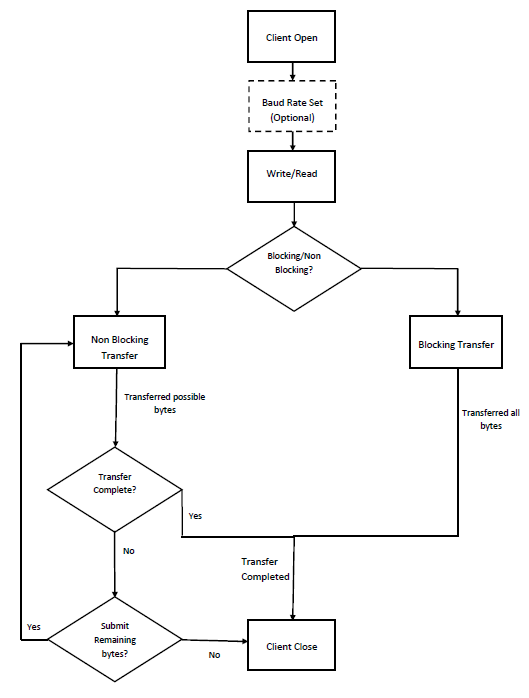 Client Open
Baud Rate Set
(Optional)
Write/Read
Blocking/Non
Blocking?
Non Blocking
Transfer
Blocking Transfer
Transferred possible
bytes
Transferred all
bytes
Transfer
Complete?
Yes
No
Transfer
Completed
Yes
Submit
Remaining
bytes?
No
Client Close